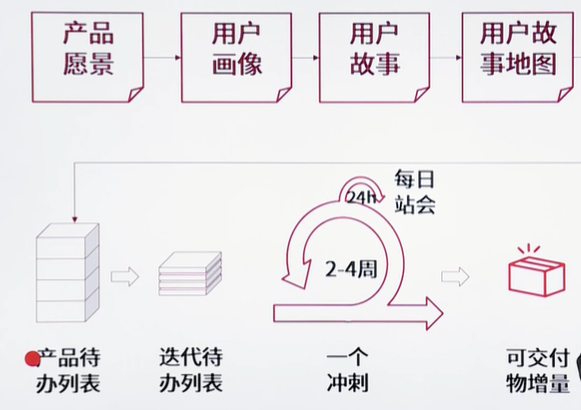 产品
愿景
用户
画像
用户
故事
用户故
事地图
24h
每日
站会
2-4周
产品待
办列表
迭代待
办列表
一个
冲刺
可交付
物增量